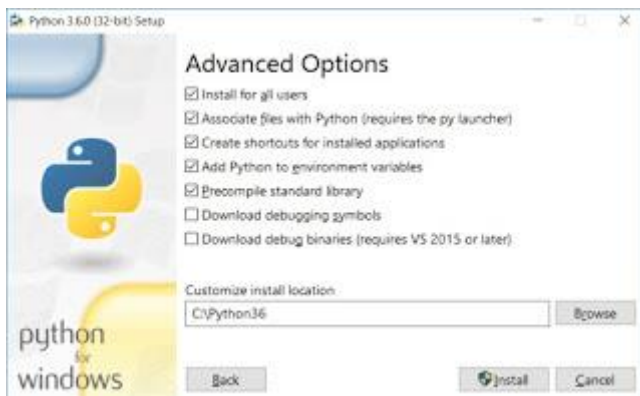 Python 3.6.0 (32-bit) Setup
Advanced Options
Install for all users
Associate files with Python (requires the py launcher)
Create shortcuts for installed applications
Add Python to environment variables
Precompile standard library
Download debugging symbols
Download debug binaries (requires VS 2015 or later)
Customize install location
C:\Python36
Browse
python
for
windows
Back
Install
Cancel